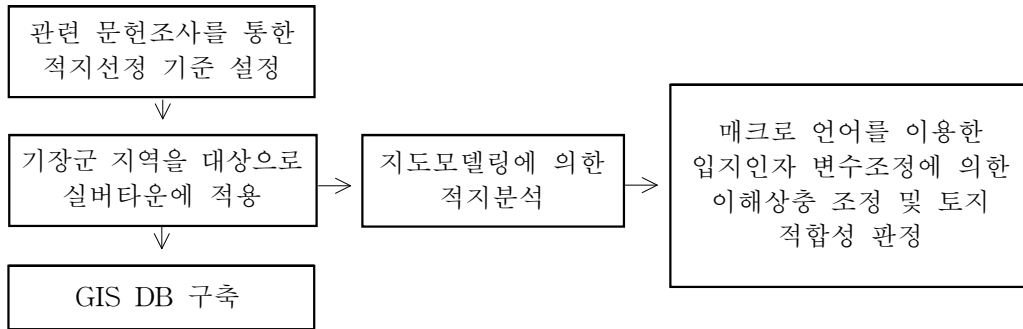 관련 문헌조사를 통한
적지선정 기준 설정
기장군 지역을 대상으로
실버타운에 적용
GIS DB 구축
지도모델링에 의한
적지분석
매크로 언어를 이용한
입지인자 변수조정에 의한
이해상충 조정 및 토지
적합성 판정